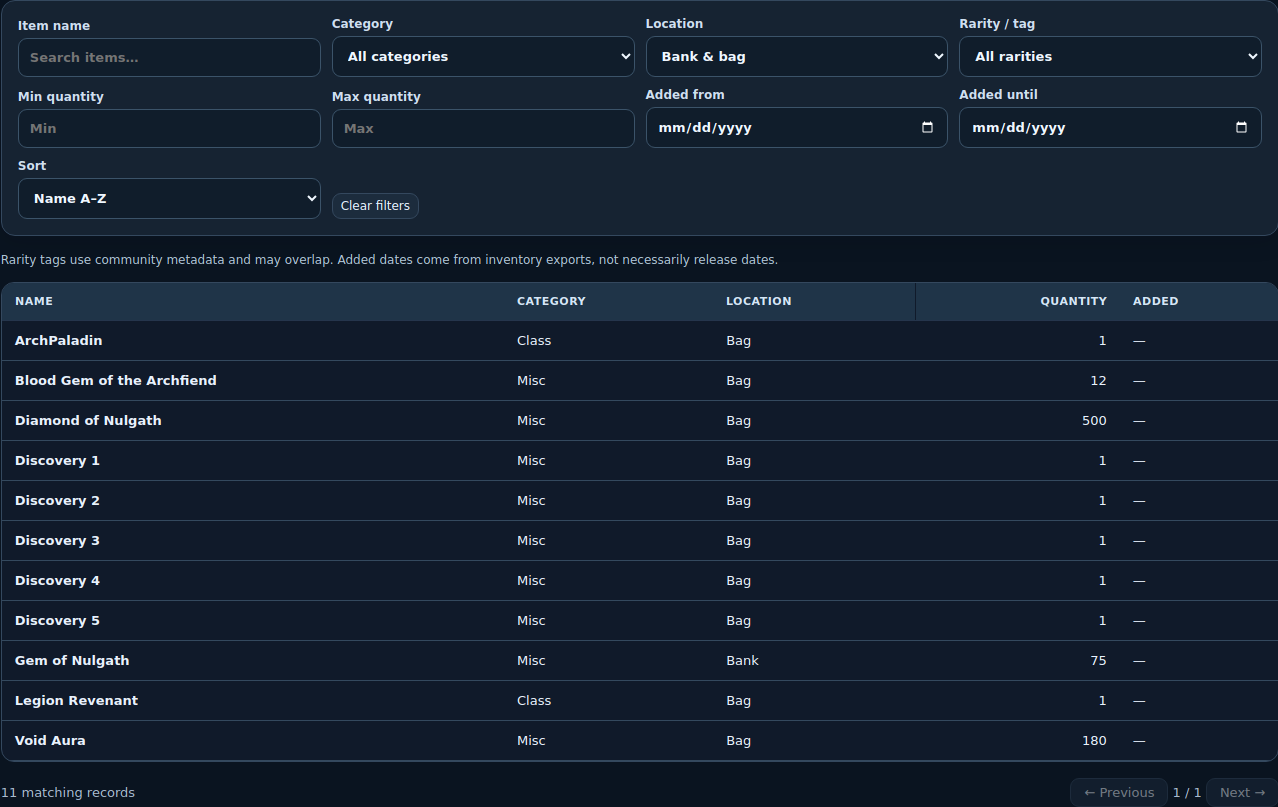 Item name Category Location Rarity / tag
Search items… All categories Bank & bag All rarities
Min quantity Max quantity Added from Added until
Min Max mm/dd/yyyy mm/dd/yyyy
Sort
Name A–Z Clear filters
Rarity tags use community metadata and may overlap. Added dates come from inventory exports, not necessarily release dates.
NAME CATEGORY LOCATION QUANTITY ADDED
ArchPaladin Class Bag 1 —
Blood Gem of the Archfiend Misc Bag 12 —
Diamond of Nulgath Misc Bag 500 —
Discovery 1 Misc Bag 1 —
Discovery 2 Misc Bag 1 —
Discovery 3 Misc Bag 1 —
Discovery 4 Misc Bag 1 —
Discovery 5 Misc Bag 1 —
Gem of Nulgath Misc Bank 75 —
Legion Revenant Class Bag 1 —
Void Aura Misc Bag 180 —
11 matching records ← Previous 1 / 1 Next →